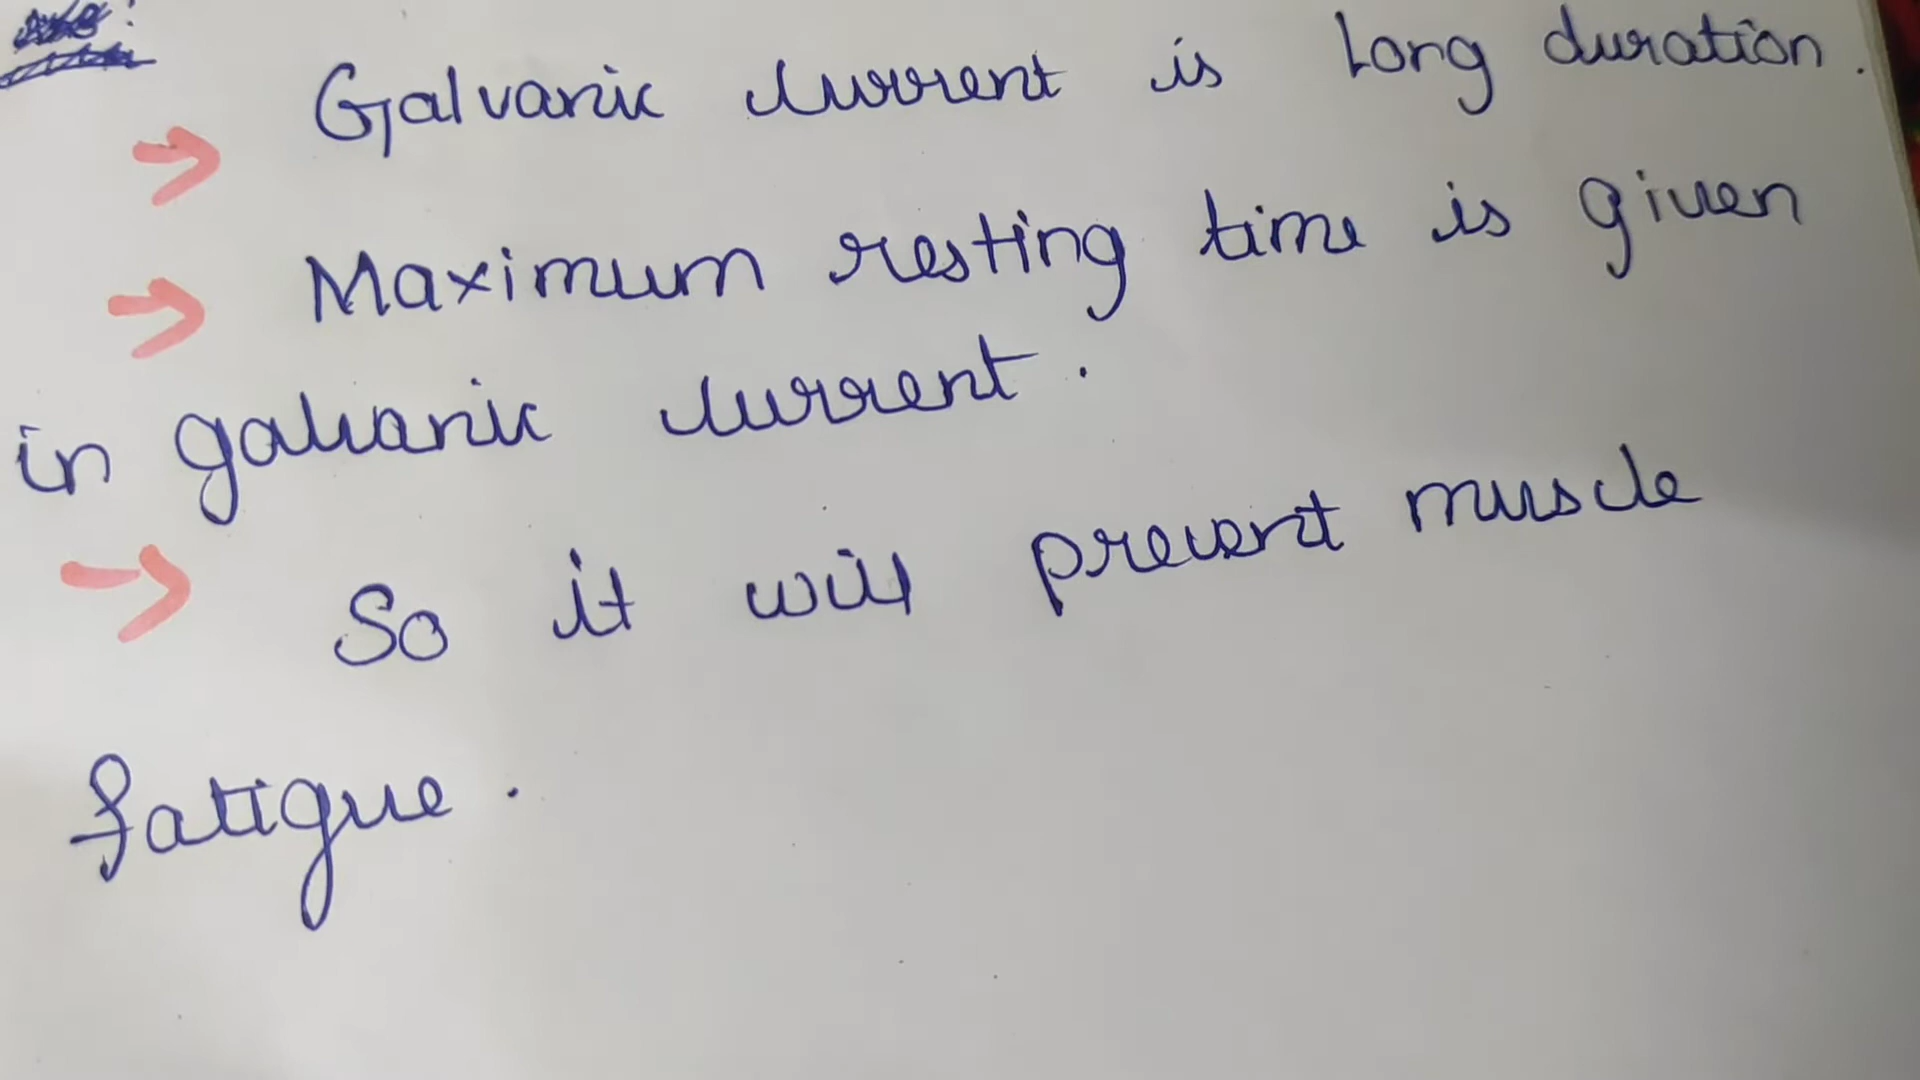 Galvanic current is long duration.
Maximum resting time is given
in galvanic current.
So it will prevent muscle
fatigue.